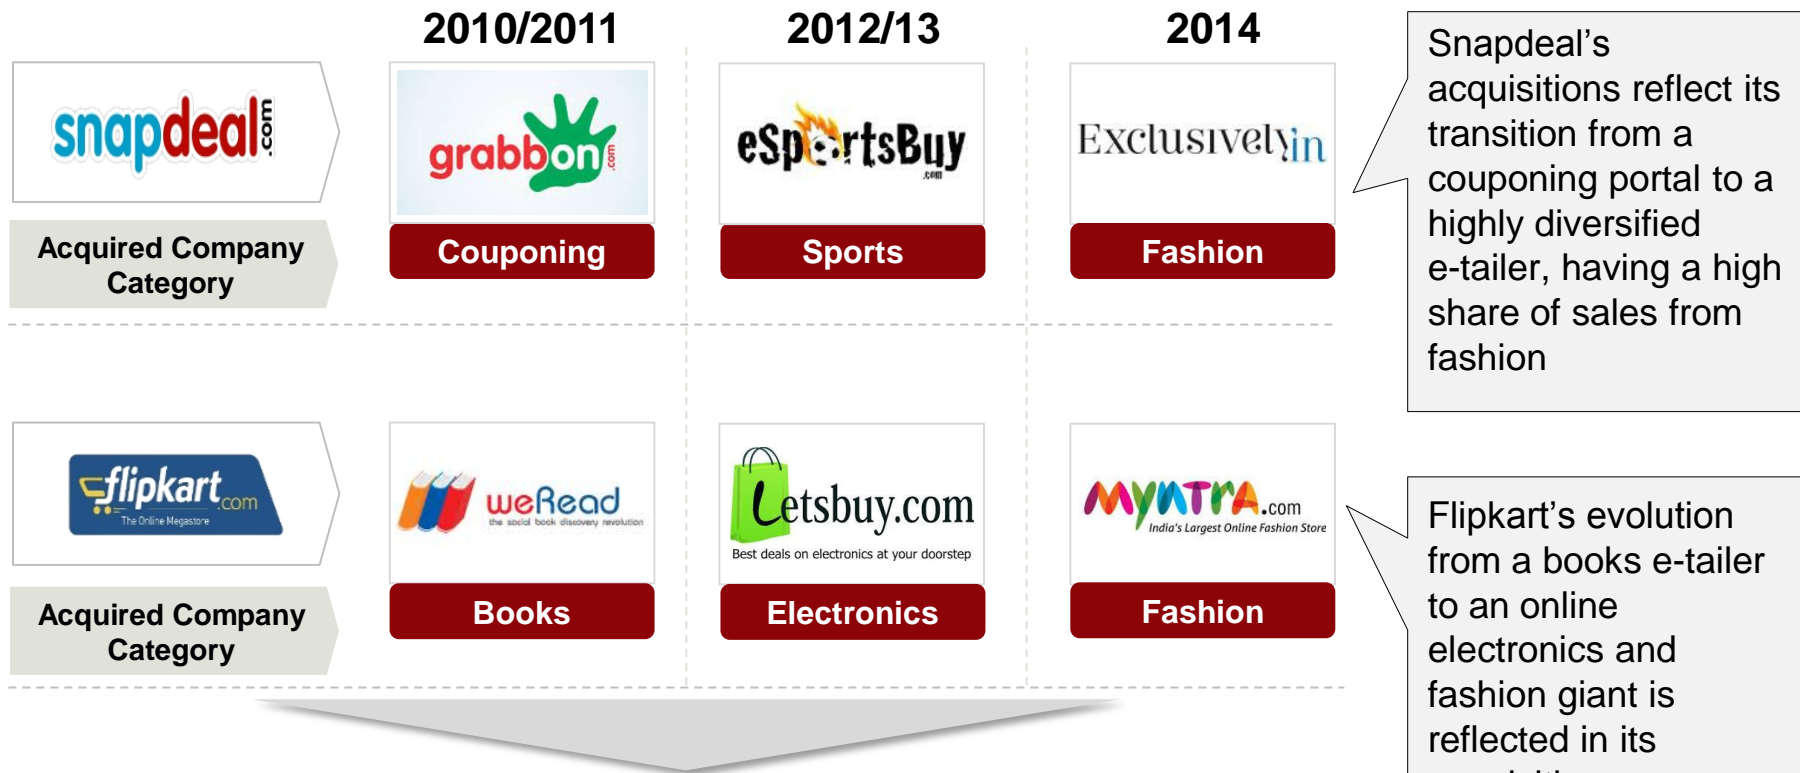 2010/2011
2012/13
2014
snapdeal.com
grabbon.com
eSportsBuy
.com
Exclusively.in
Acquired Company
Category
Couponing
Sports
Fashion
Snapdeal’s
acquisitions reflect its
transition from a
couponing portal to a
highly diversified
e-tailer, having a high
share of sales from
fashion
flipkart.com
The Online Megastore
weRead
the social book discovery revolution
Letsbuy.com
Best deals on electronics at your doorstep
MYNTRA.com
India's Largest Online Fashion Store
Acquired Company
Category
Books
Electronics
Fashion
Flipkart’s evolution
from a books e-tailer
to an online
electronics and
fashion giant is
reflected in its